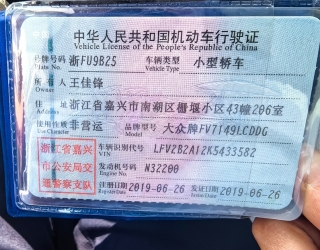 中华人民共和国机动车行驶证
Vehicle License of the People's Republic of China
号牌号码 浙FU9B25 车辆类型 小型轿车
Plate No. Vehicle Type
所有人 王佳锋
住址 浙江省嘉兴市南湖区栅堰小区43幢206室
使用性质 非营运 品牌型号 大众牌FV7149LCDDG
Use Character Model
浙江省嘉兴市公安局交通警察支队
车辆识别代号 LFV2B2A12K5433582
VIN
发动机号码 N32200
Engine No.
注册日期 2019-06-26 发证日期 2019-06-26
Register Date Issue Date